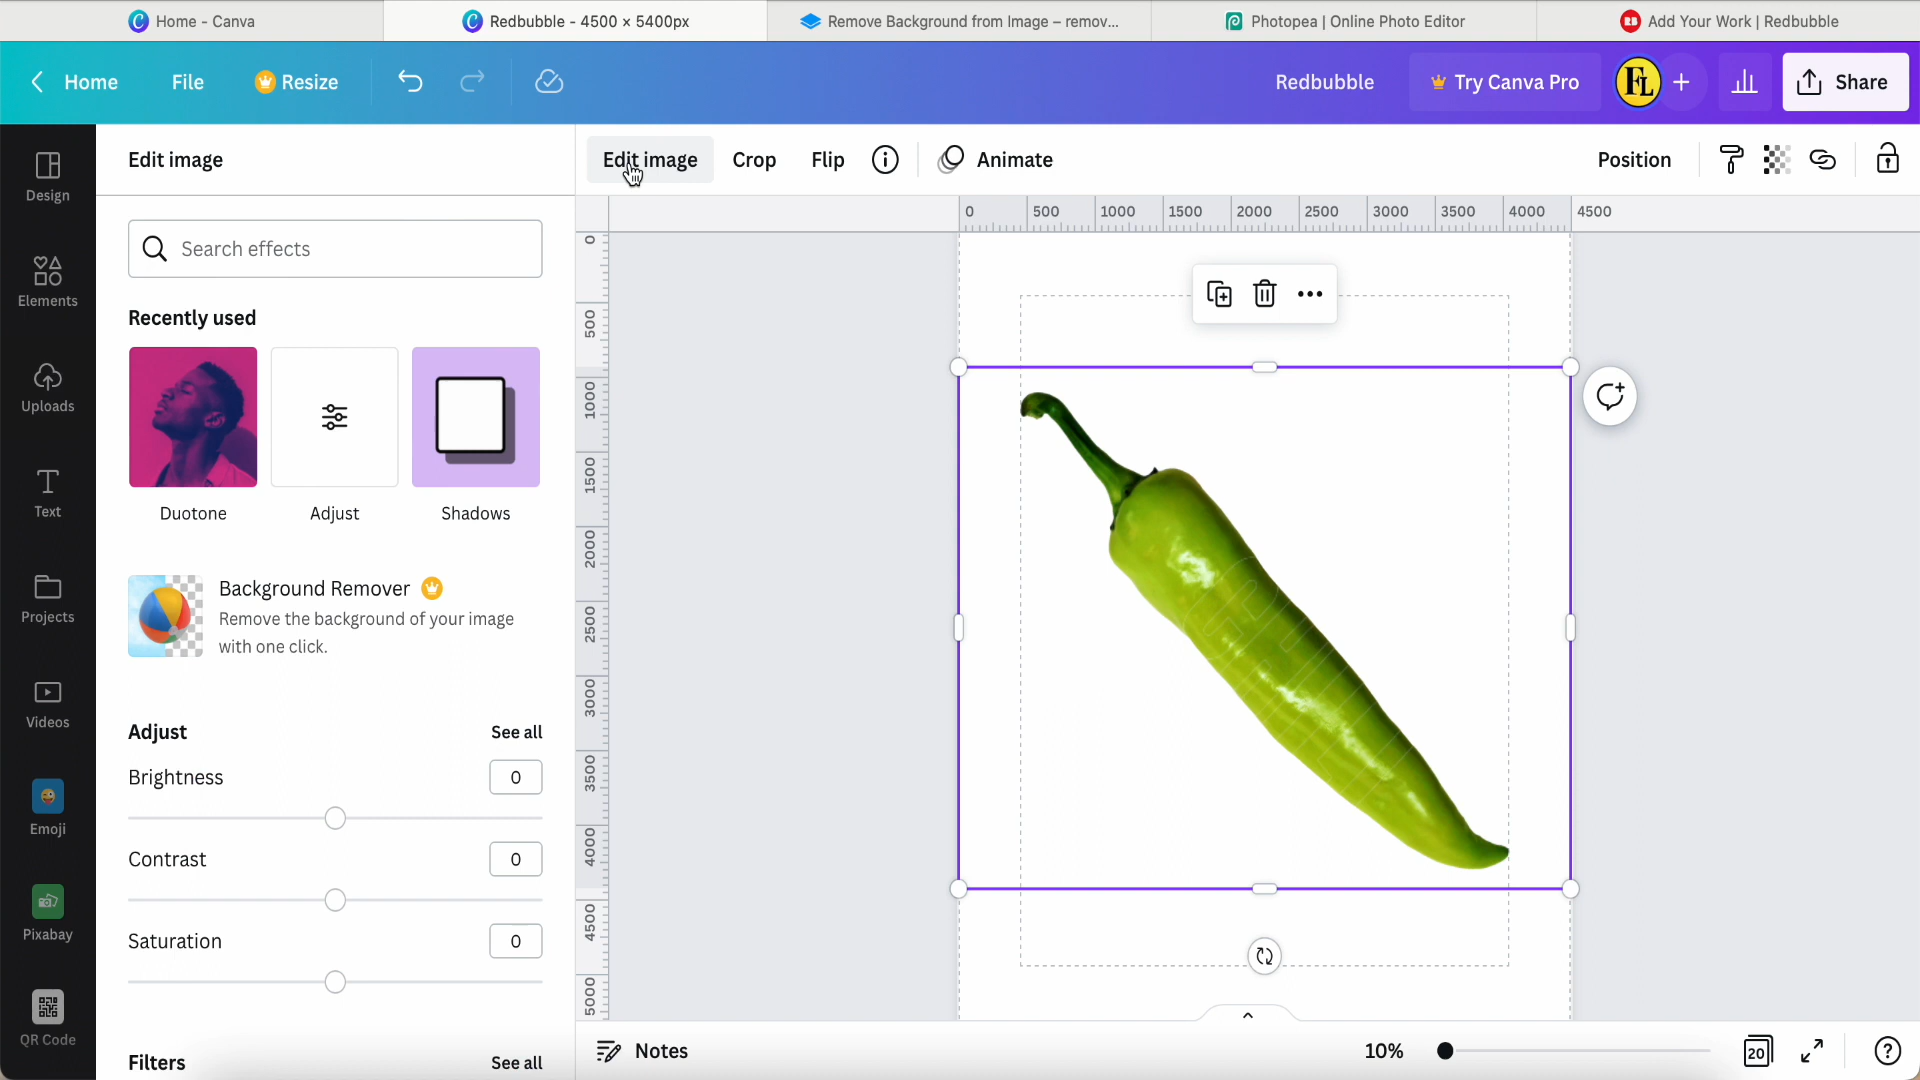 Home - Canva
Redbubble - 4500 × 5400px
Remove Background from Image – remov...
Photopea | Online Photo Editor
Add Your Work | Redbubble
Home
File
Resize
Redbubble
Try Canva Pro
FL
Share
Design
Elements
Uploads
Text
Projects
Videos
Emoji
Pixabay
QR Code
Edit image
Search effects
Recently used
Duotone
Adjust
Shadows
Background Remover
Remove the background of your image
with one click.
Adjust
See all
Brightness
0
Contrast
0
Saturation
0
Filters
See all
Edit image
Crop
Flip
Animate
Position
0 500 1000 1500 2000 2500 3000 3500 4000 4500
0
500
1000
1500
2000
2500
3000
3500
4000
4500
5000
Notes
10%
20